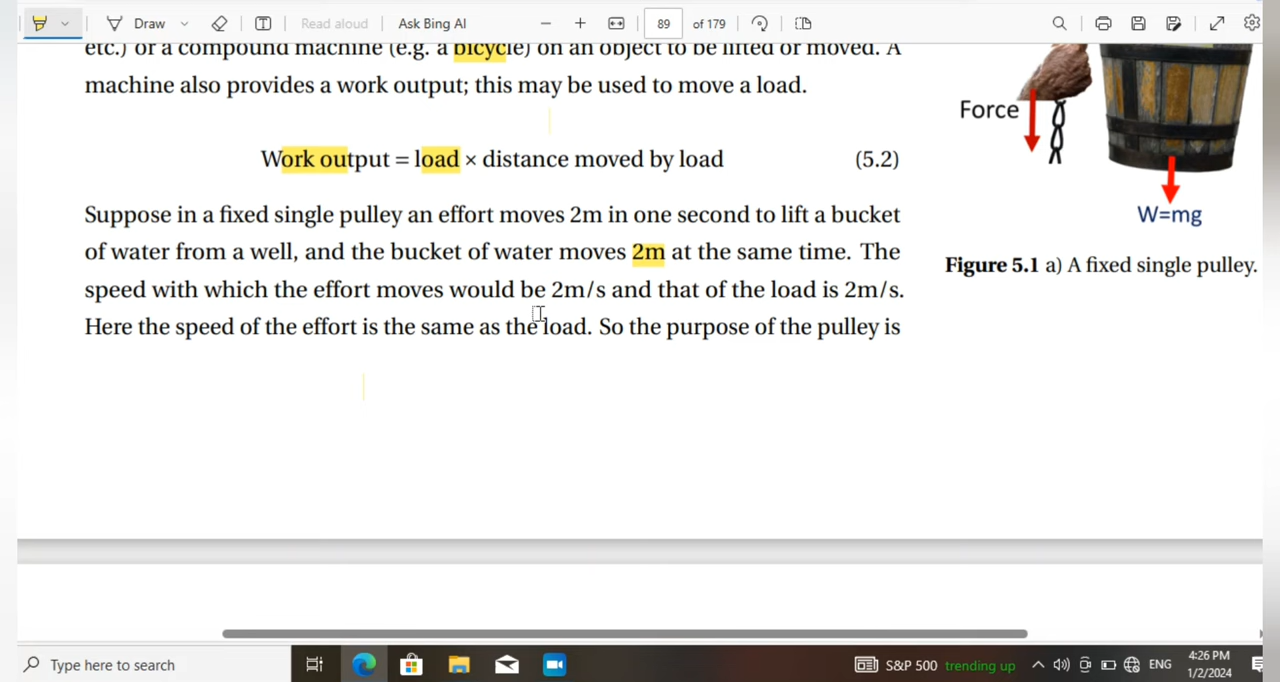 Draw
Read aloud
Ask Bing AI
89
of 179
etc.) or a compound machine (e.g. a bicycle) on an object to be lifted or moved. A
machine also provides a work output; this may be used to move a load.
Work output = load × distance moved by load (5.2)
Suppose in a fixed single pulley an effort moves 2m in one second to lift a bucket
of water from a well, and the bucket of water moves 2m at the same time. The
speed with which the effort moves would be 2m/s and that of the load is 2m/s.
Here the speed of the effort is the same as the load. So the purpose of the pulley is
Force
W=mg
Figure 5.1 a) A fixed single pulley.
Type here to search
S&P 500 trending up
ENG
4:26 PM
1/2/2024